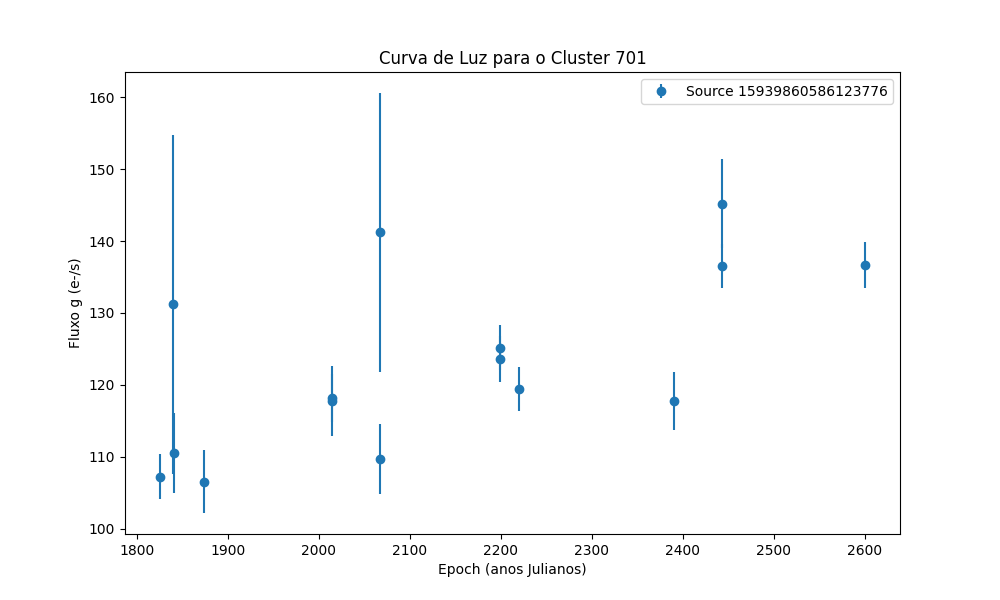 Curva de Luz para o Cluster 701
Source 15939860586123776
Fluxo g (e-/s)
160
150
140
130
120
110
100
1800 1900 2000 2100 2200 2300 2400 2500 2600
Epoch (anos Julianos)